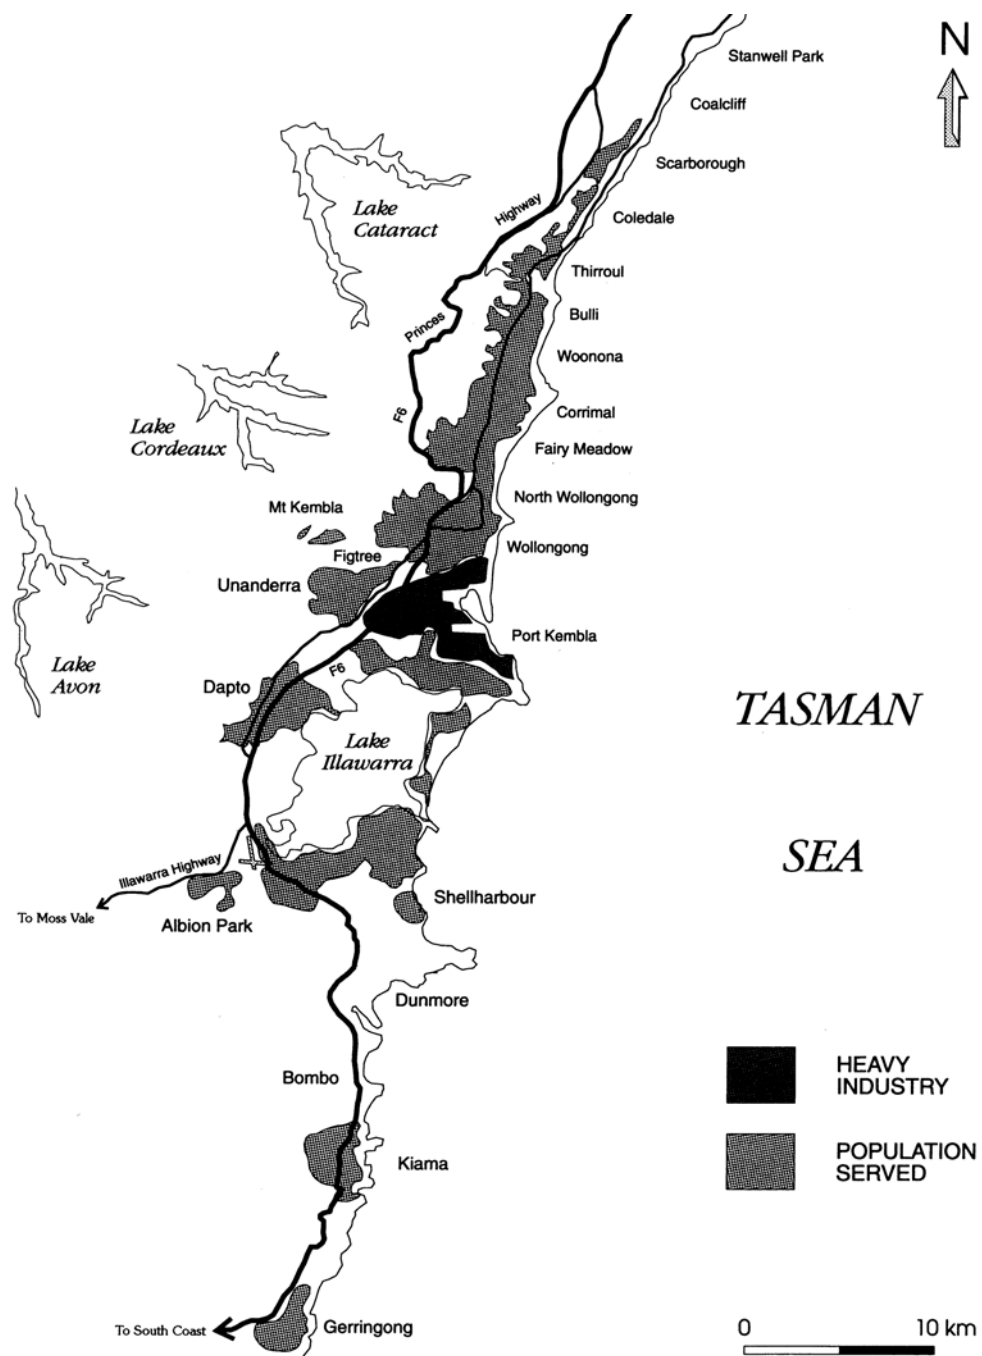 N
Stanwell Park
Coalcliff
Scarborough
Highway
Lake
Cataract
Coledale
Thirroul
Princes
Bulli
Woonona
F6
Corrimal
Lake
Cordeaux
Fairy Meadow
North Wollongong
Mt Kembla
Figtree
Wollongong
Unanderra
Port Kembla
Lake
Avon
F6
Dapto
TASMAN
Lake
Illawarra
SEA
Illawarra Highway
To Moss Vale
Albion Park
Shellharbour
Dunmore
Bombo
HEAVY
INDUSTRY
Kiama
POPULATION
SERVED
To South Coast
Gerringong
0
10 km